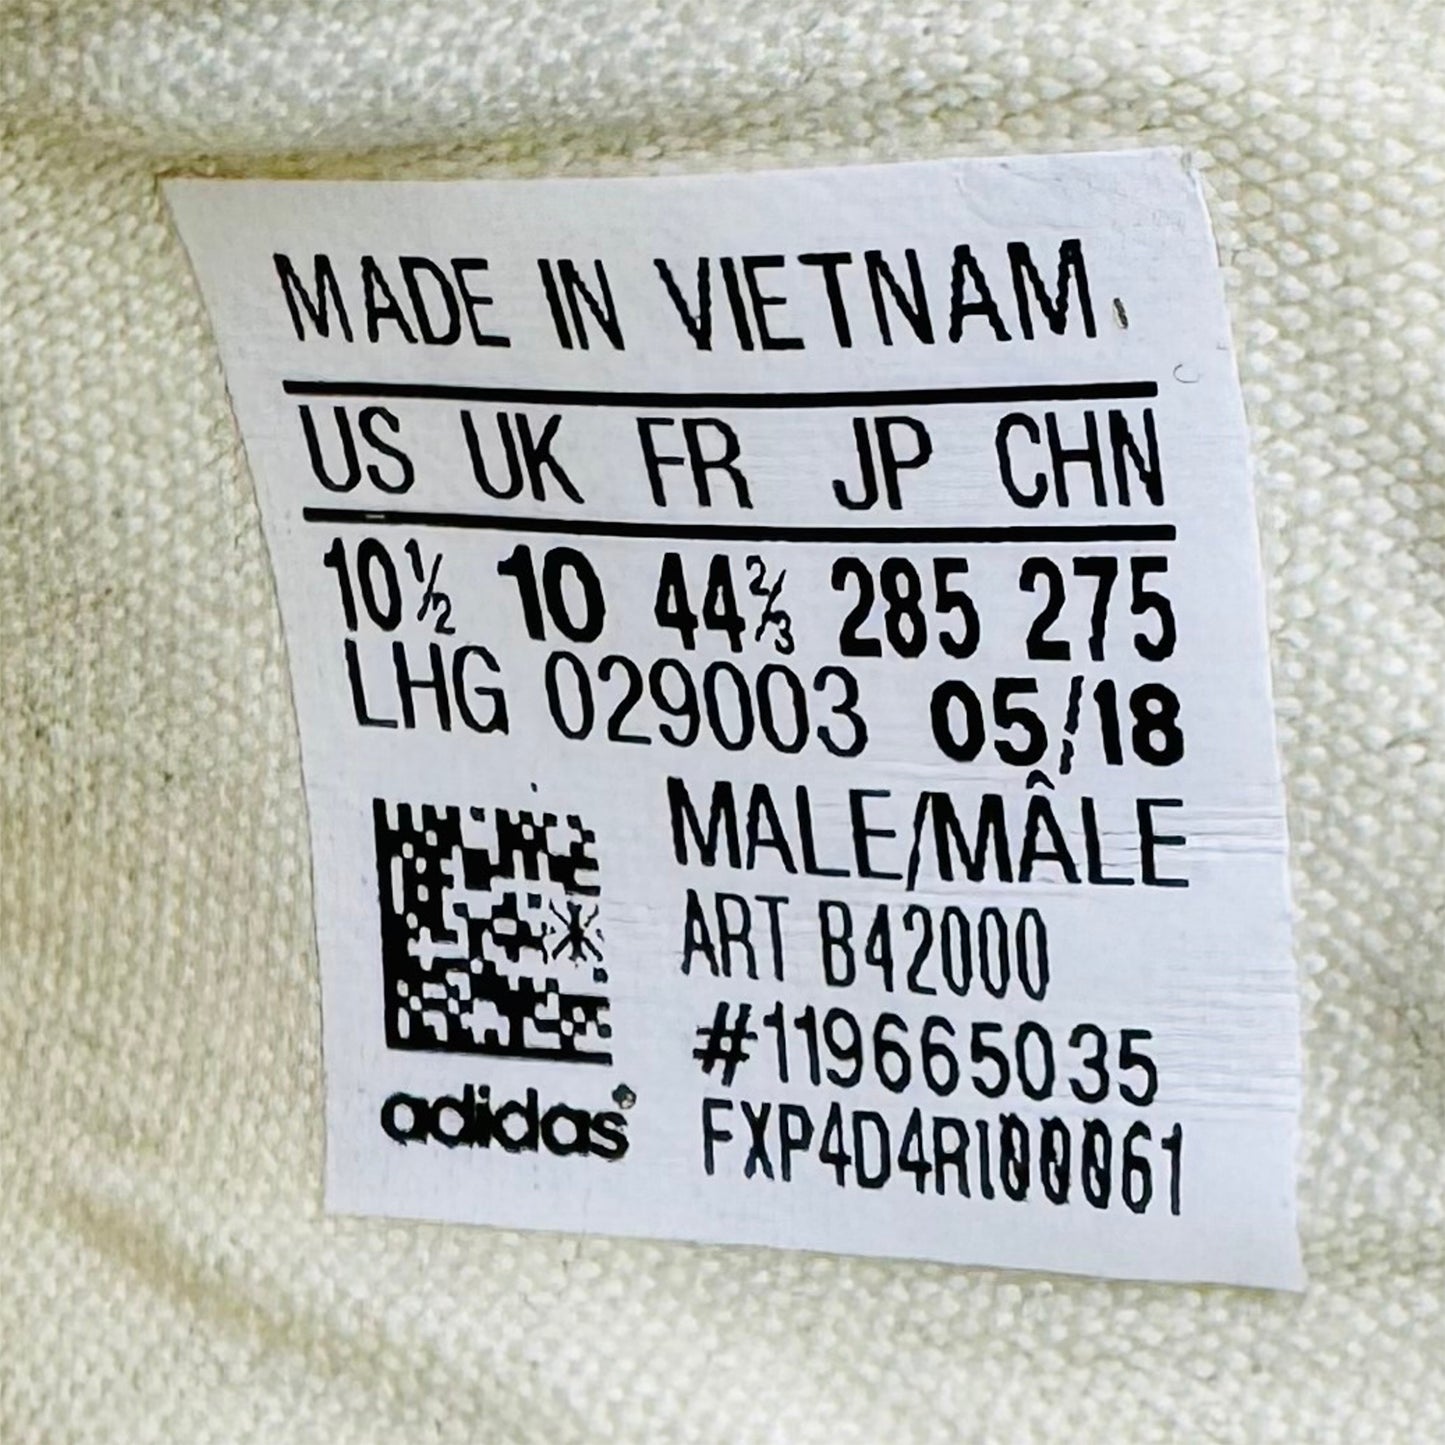 MADE IN VIETNAM
US UK FR JP CHN
10½ 10 44⅔ 285 275
LHG 029003 05/18
MALE/MÂLE
ART B42000
#119665035
FXP4D4RI00061
adidas®